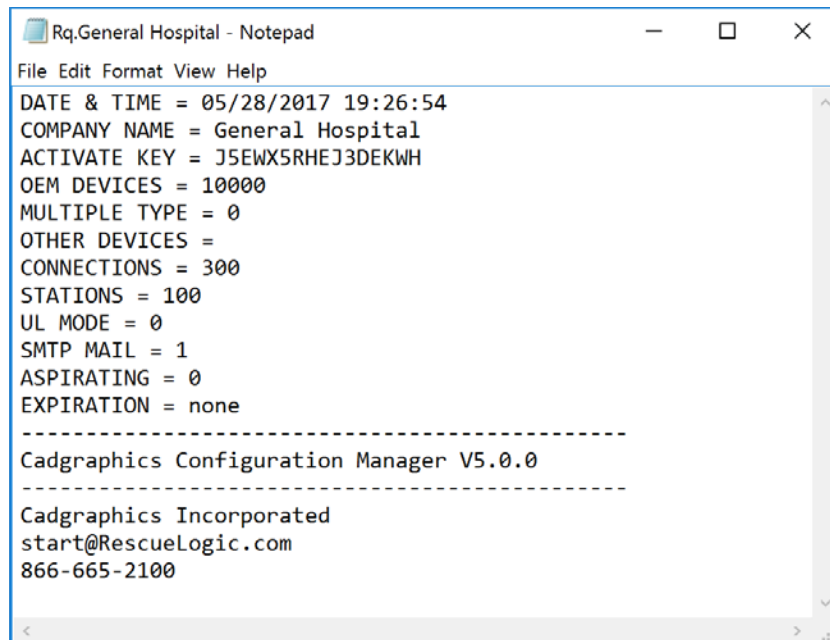 Rq.General Hospital - Notepad
File Edit Format View Help
DATE & TIME = 05/28/2017 19:26:54
COMPANY NAME = General Hospital
ACTIVATE KEY = J5EWX5RHEJ3DEKWH
OEM DEVICES = 10000
MULTIPLE TYPE = 0
OTHER DEVICES =
CONNECTIONS = 300
STATIONS = 100
UL MODE = 0
SMTP MAIL = 1
ASPIRATING = 0
EXPIRATION = none
-----------------------------------------------
Cadgraphics Configuration Manager V5.0.0
-----------------------------------------------
Cadgraphics Incorporated
start@RescueLogic.com
866-665-2100